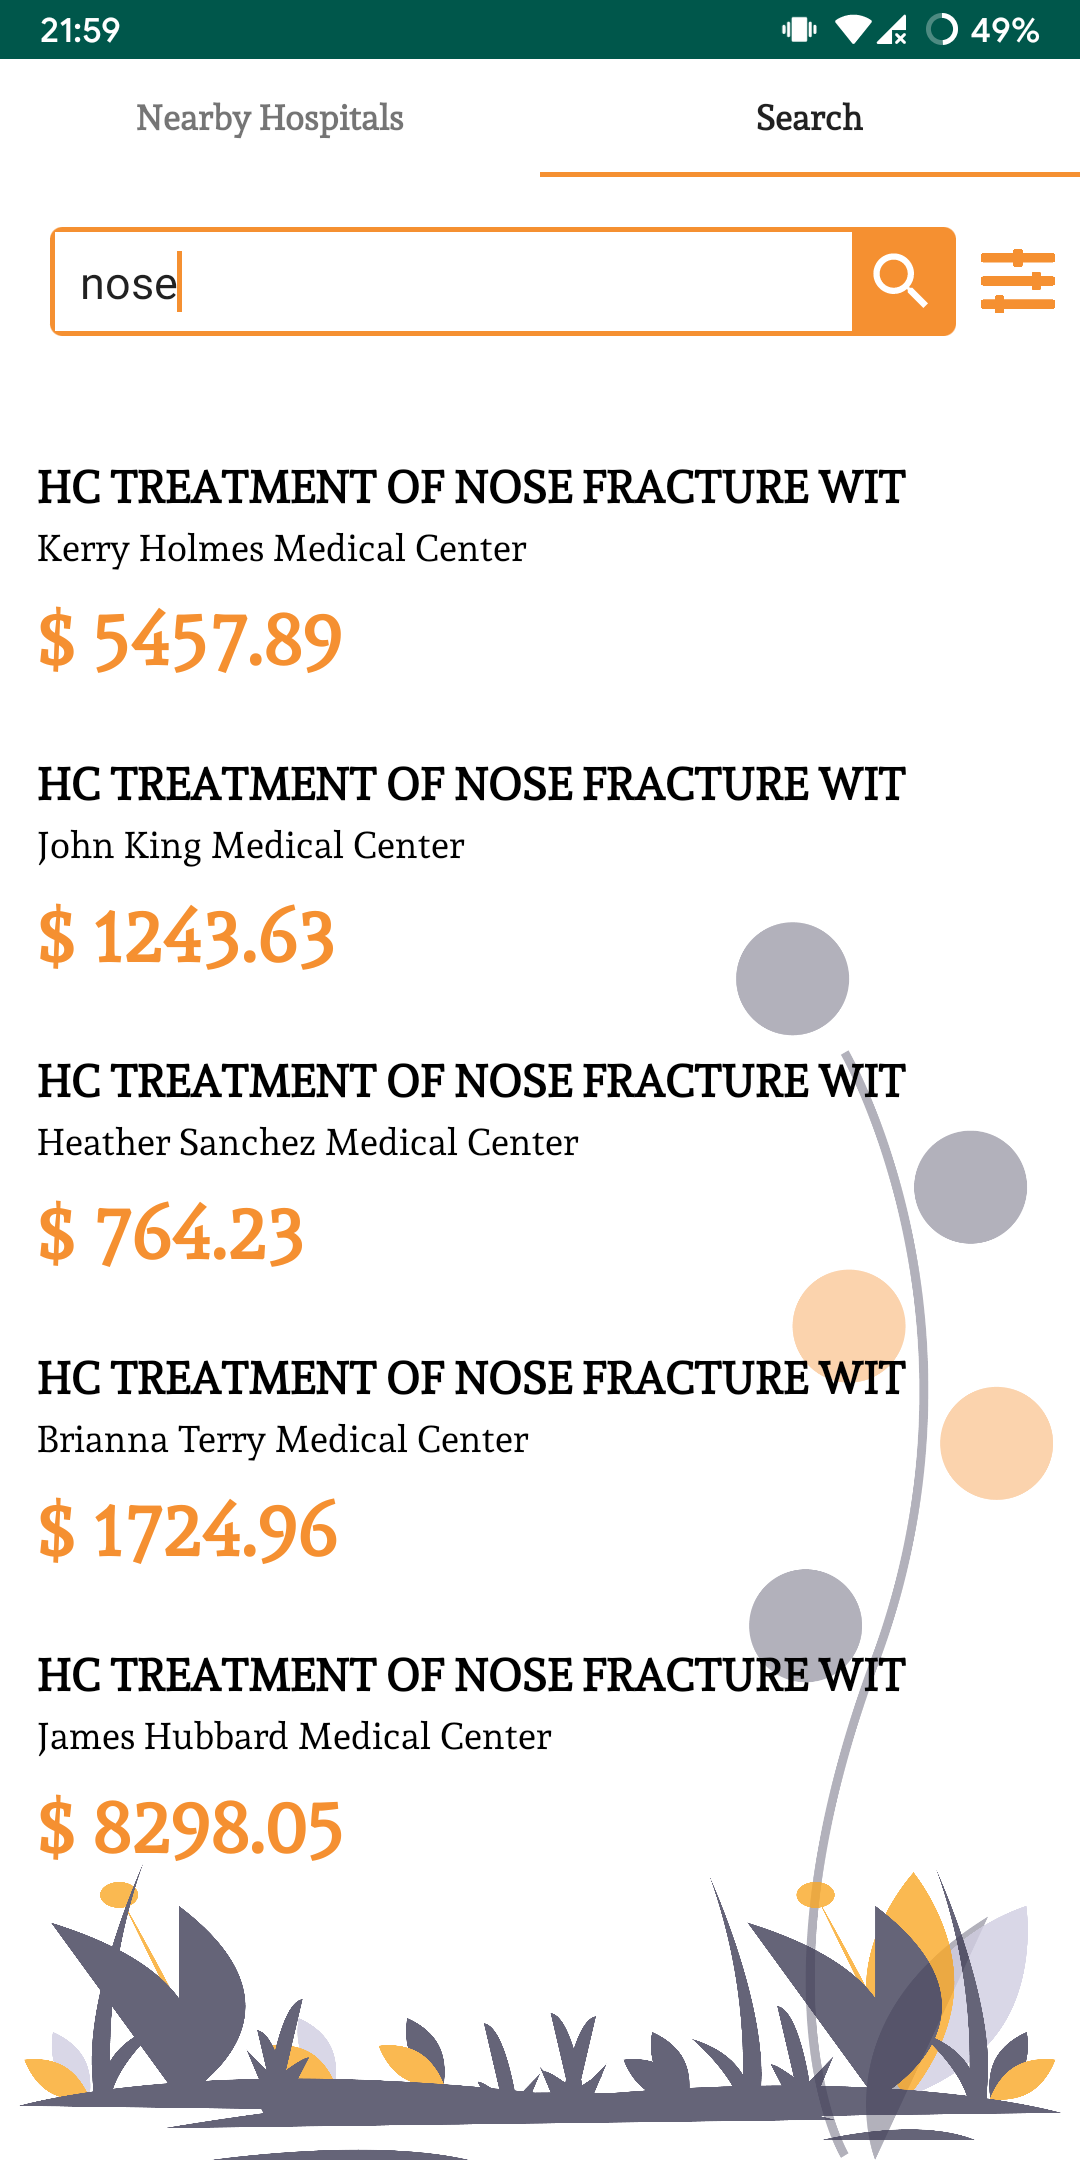 21:59
49%
Nearby Hospitals
Search
nose
HC TREATMENT OF NOSE FRACTURE WIT
Kerry Holmes Medical Center
$ 5457.89
HC TREATMENT OF NOSE FRACTURE WIT
John King Medical Center
$ 1243.63
HC TREATMENT OF NOSE FRACTURE WIT
Heather Sanchez Medical Center
$ 764.23
HC TREATMENT OF NOSE FRACTURE WIT
Brianna Terry Medical Center
$ 1724.96
HC TREATMENT OF NOSE FRACTURE WIT
James Hubbard Medical Center
$ 8298.05